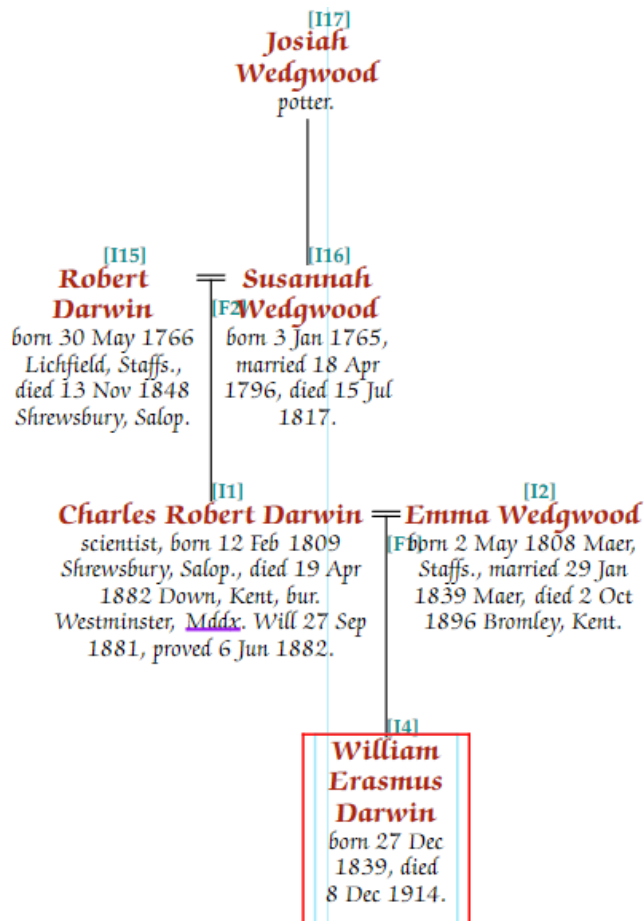 [I17]
Josiah
Wedgwood
potter.
[I15]
Robert
Darwin
born 30 May 1766
Lichfield, Staffs.,
died 13 Nov 1848
Shrewsbury, Salop.
[I16]
Susannah
Wedgwood
[F2]
born 3 Jan 1765,
married 18 Apr
1796, died 15 Jul
1817.
[I1]
Charles Robert Darwin
scientist, born 12 Feb 1809
Shrewsbury, Salop., died 19 Apr
1882 Down, Kent, bur.
Westminster, Mddx. Will 27 Sep
1881, proved 6 Jun 1882.
[I2]
Emma Wedgwood
born 2 May 1808 Maer,
Staffs., married 29 Jan
1839 Maer, died 2 Oct
1896 Bromley, Kent.
[I4]
William
Erasmus
Darwin
born 27 Dec
1839, died
8 Dec 1914.